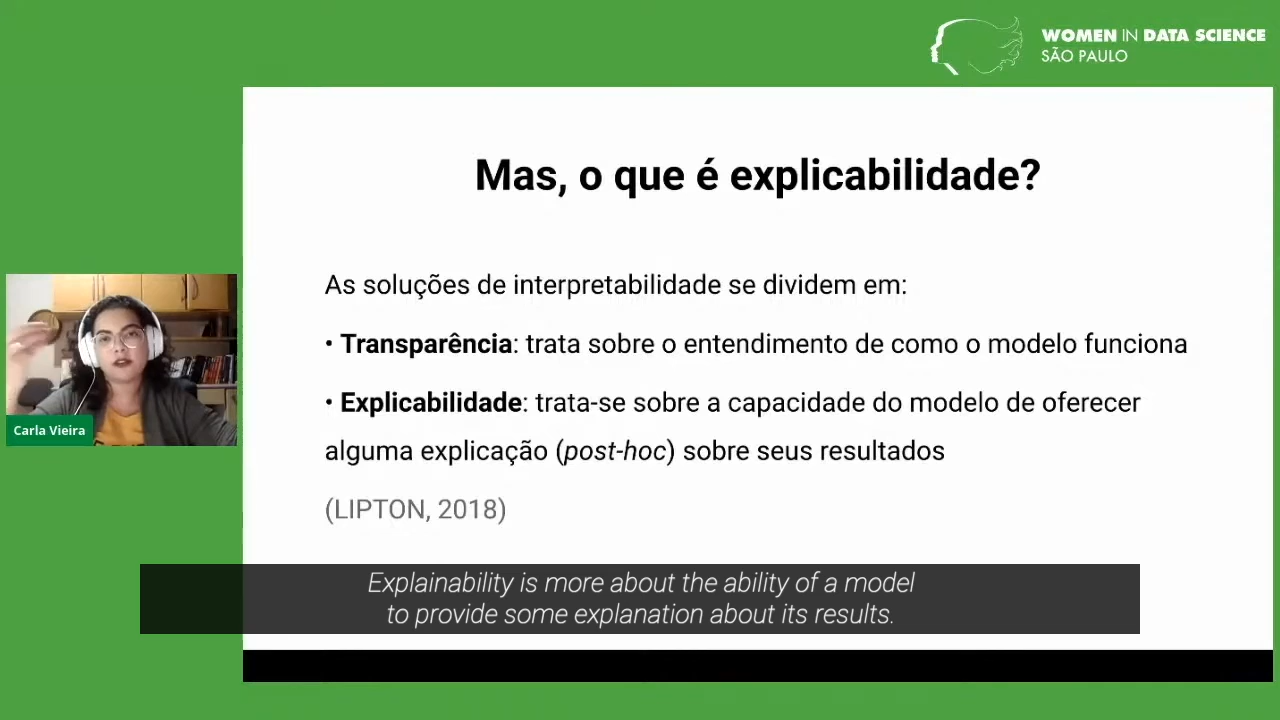 WOMEN IN DATA SCIENCE
SÃO PAULO
Mas, o que é explicabilidade?
As soluções de interpretabilidade se dividem em:
• Transparência: trata sobre o entendimento de como o modelo funciona
• Explicabilidade: trata-se sobre a capacidade do modelo de oferecer
alguma explicação (post-hoc) sobre seus resultados
(LIPTON, 2018)
Carla Vieira
Explainability is more about the ability of a model
to provide some explanation about its results.